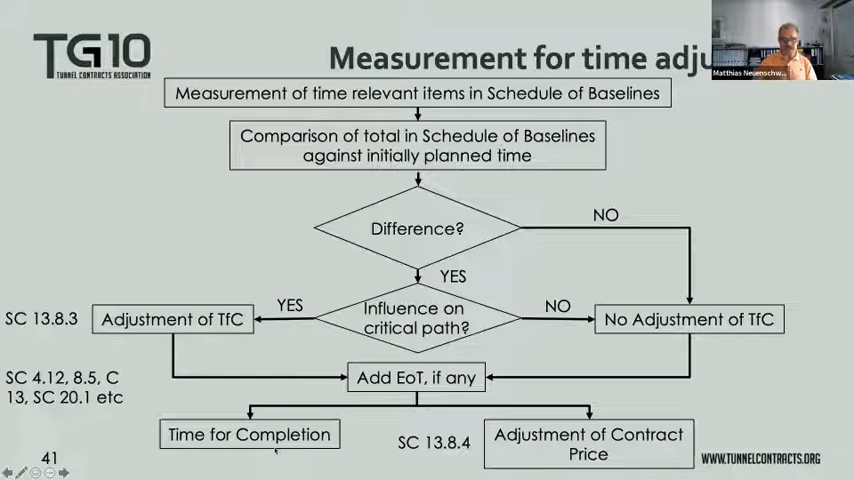 TG10
TUNNEL CONTRACTS ASSOCIATION
Measurement for time adju
Matthias Neuenschw...
Measurement of time relevant items in Schedule of Baselines
Comparison of total in Schedule of Baselines
against initially planned time
Difference?
NO
YES
YES
Influence on
critical path?
NO
SC 13.8.3
Adjustment of TfC
No Adjustment of TfC
SC 4.12, 8.5, C
13, SC 20.1 etc
Add EoT, if any
Time for Completion
SC 13.8.4
Adjustment of Contract
Price
41
WWW.TUNNELCONTRACTS.ORG